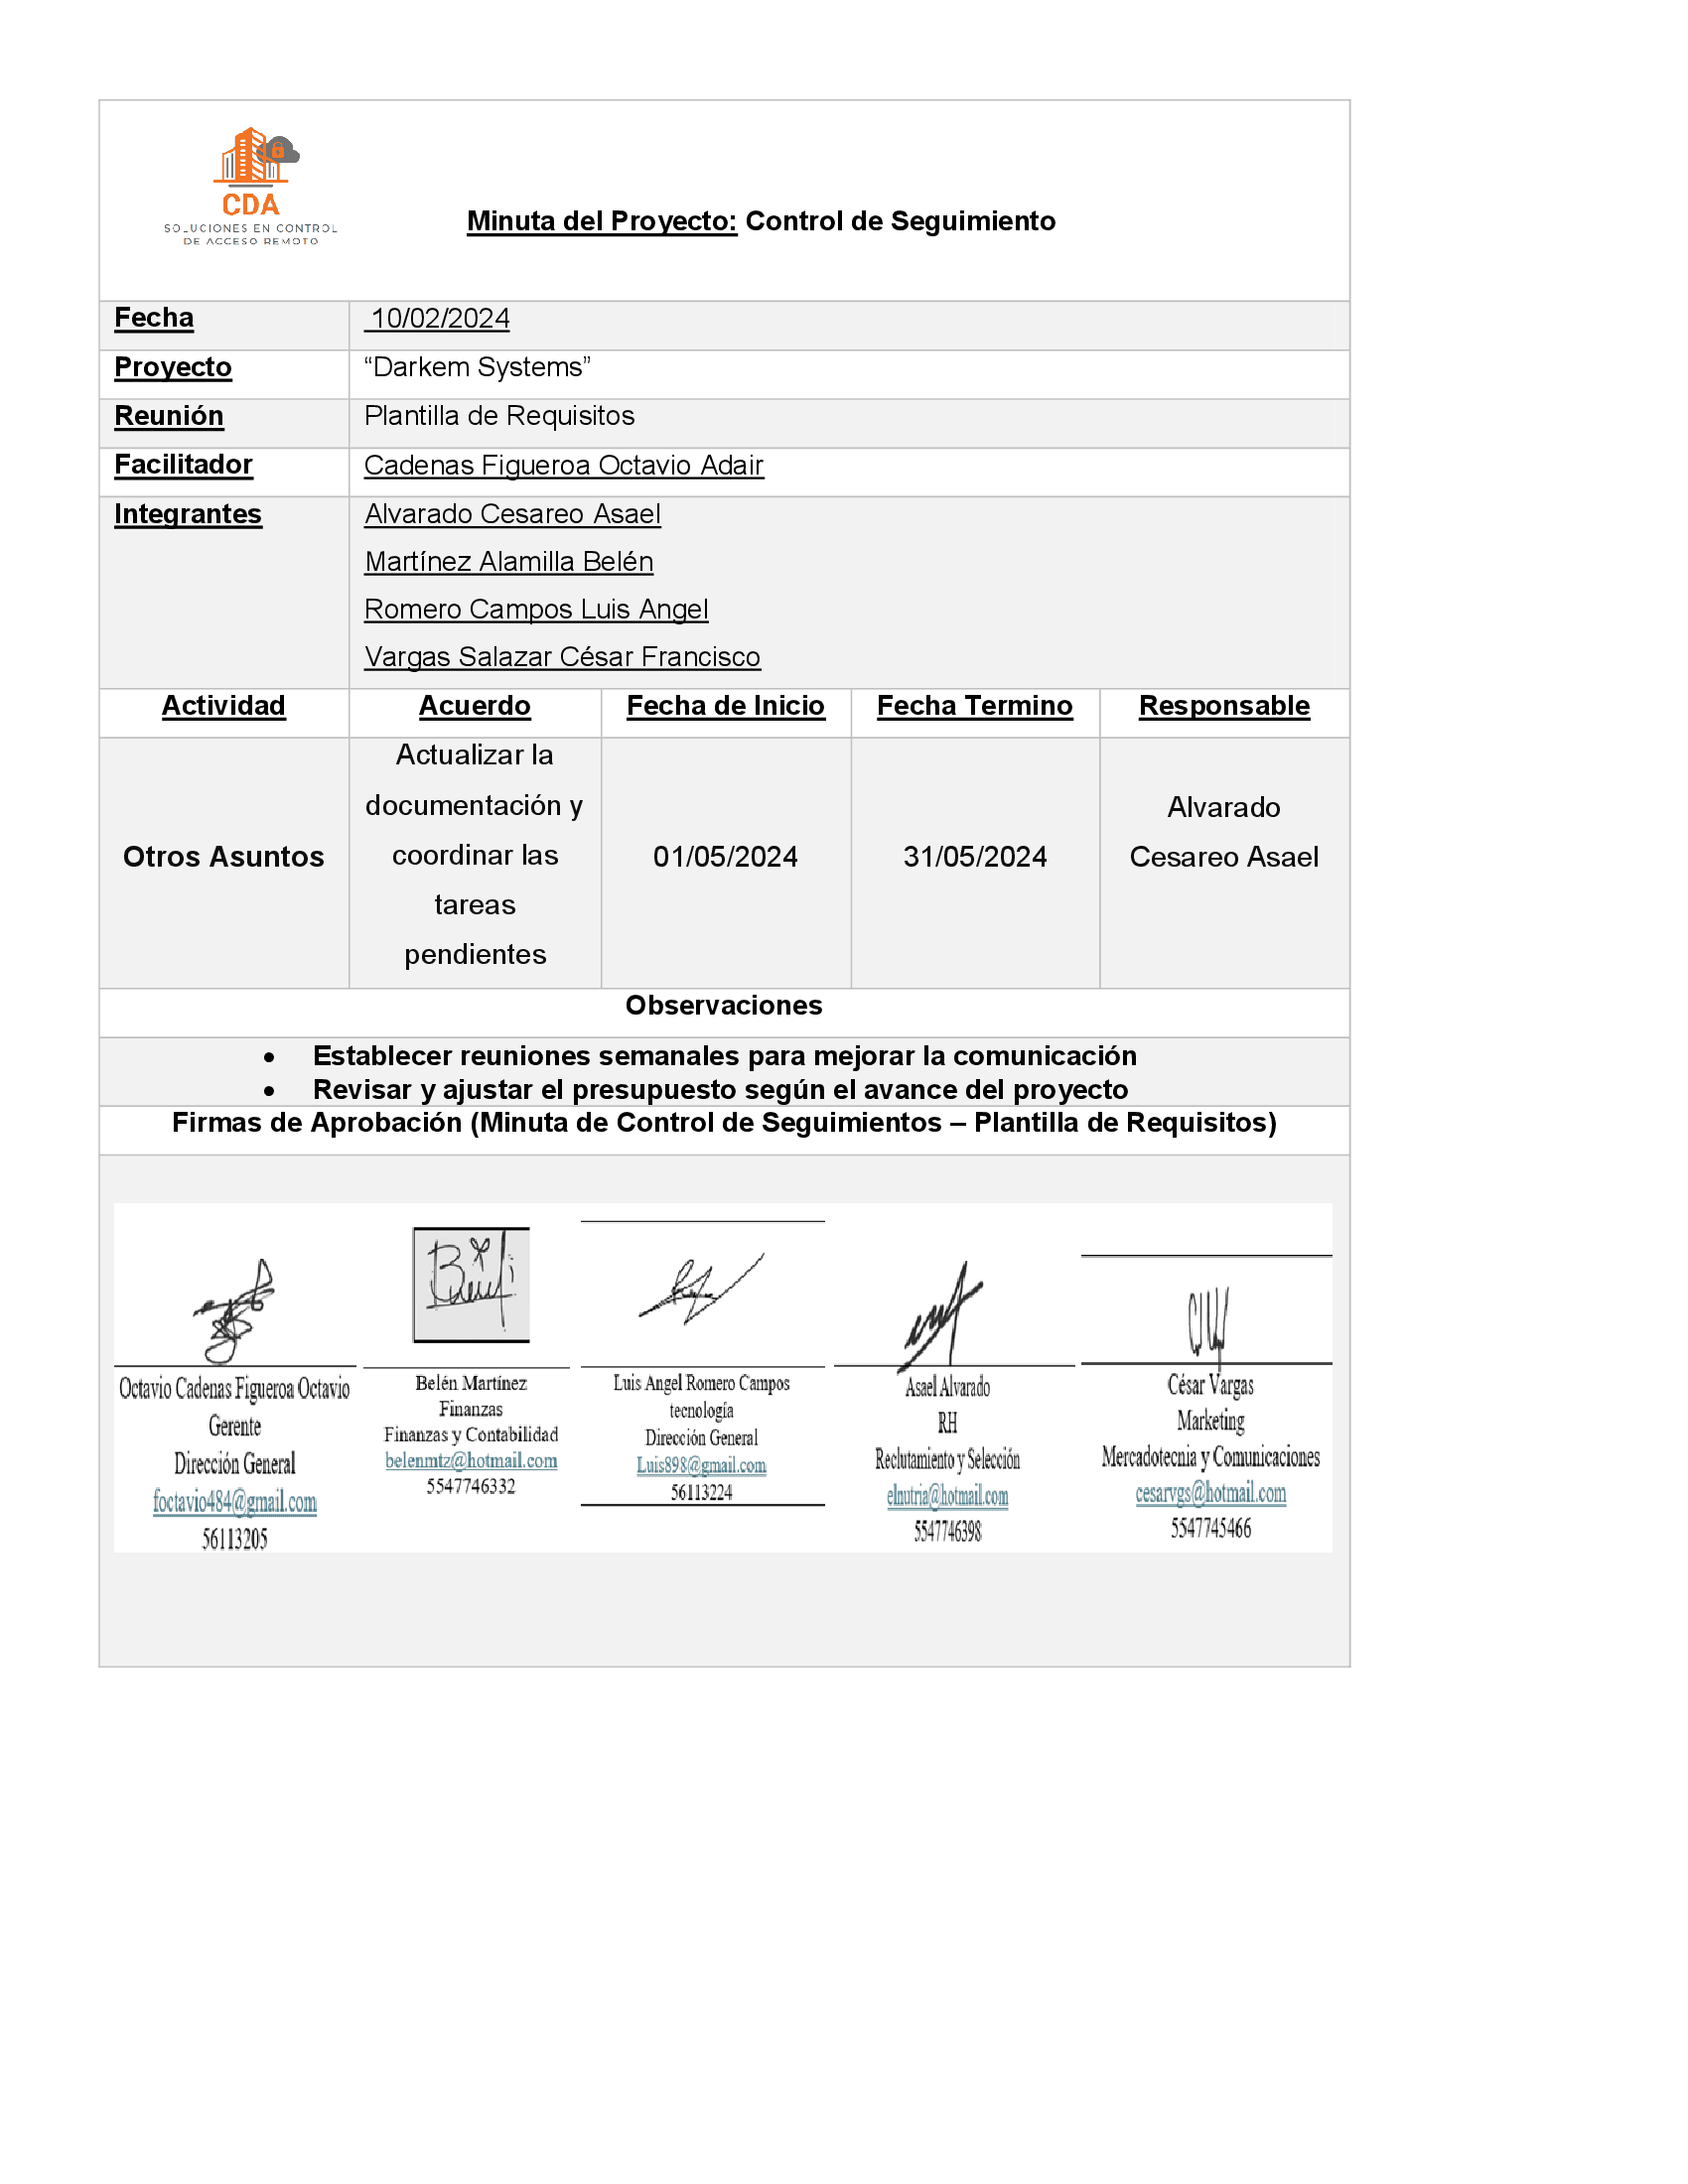 CDA
SOLUCIONES EN CONTROL
DE ACCESO REMOTO
Minuta del Proyecto: Control de Seguimiento
Fecha 10/02/2024
Proyecto “Darkem Systems”
Reunión Plantilla de Requisitos
Facilitador Cadenas Figueroa Octavio Adair
Integrantes Alvarado Cesareo Asael
Martínez Alamilla Belén
Romero Campos Luis Angel
Vargas Salazar César Francisco
Actividad Acuerdo Fecha de Inicio Fecha Termino Responsable
Otros Asuntos
Actualizar la
documentación y
coordinar las
tareas
pendientes
01/05/2024
31/05/2024
Alvarado
Cesareo Asael
Observaciones
• Establecer reuniones semanales para mejorar la comunicación
• Revisar y ajustar el presupuesto según el avance del proyecto
Firmas de Aprobación (Minuta de Control de Seguimientos – Plantilla de Requisitos)
Octavio Cadenas Figueroa Octavio
Gerente
Dirección General
foctavio484@gmail.com
56113205
Belén Martínez
Finanzas
Finanzas y Contabilidad
belenmtz@hotmail.com
5547746332
Luis Angel Romero Campos
tecnología
Dirección General
Luis898@gmail.com
56113224
Asael Alvarado
RH
Reclutamiento y Selección
elnutria@hotmail.com
5547746398
César Vargas
Marketing
Mercadotecnia y Comunicaciones
cesarvgs@hotmail.com
5547745466